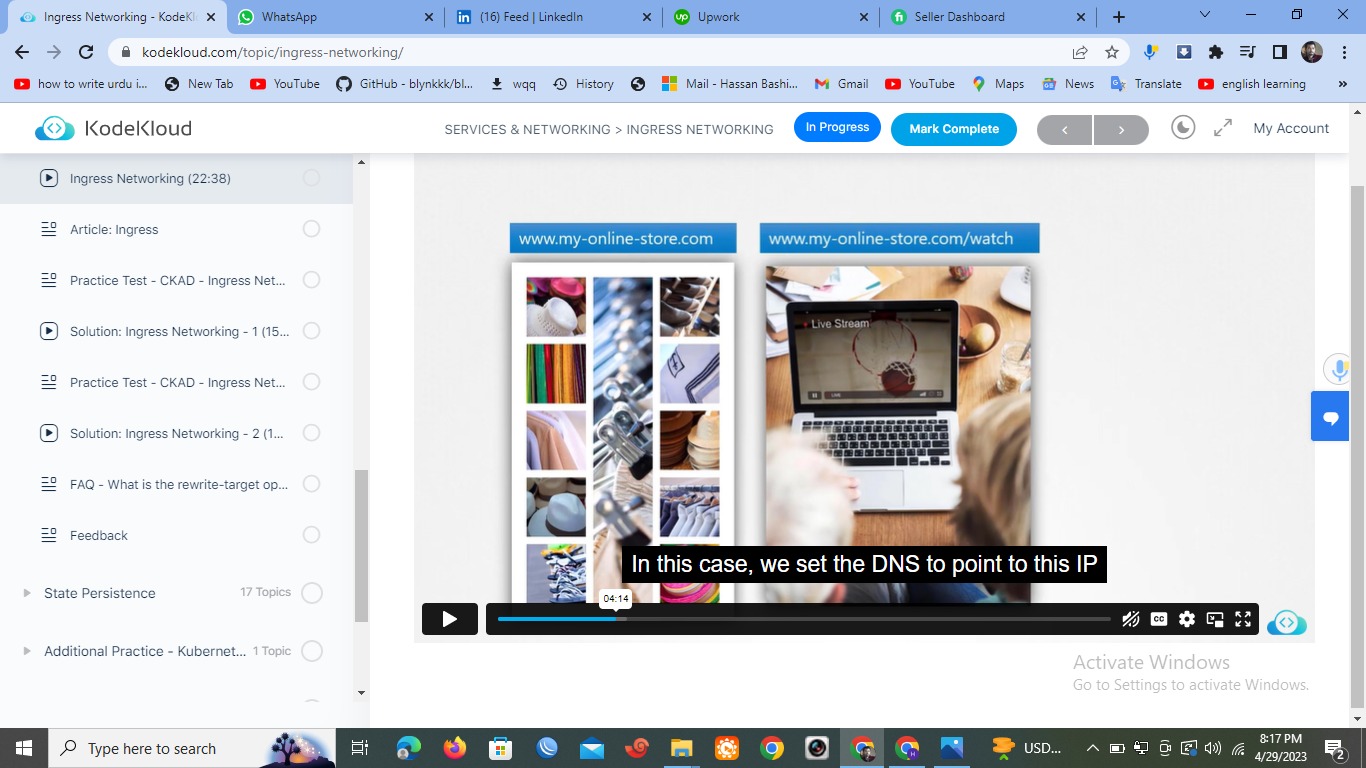 Ingress Networking - KodeKl
WhatsApp
(16) Feed | LinkedIn
Upwork
Seller Dashboard
kodekloud.com/topic/ingress-networking/
how to write urdu i...
New Tab
YouTube
GitHub - blynkkk/bl...
wqq
History
Mail - Hassan Bashi...
Gmail
YouTube
Maps
News
Translate
english learning
»
KodeKloud
SERVICES & NETWORKING > INGRESS NETWORKING
In Progress
Mark Complete
My Account
Ingress Networking (22:38)
Article: Ingress
Practice Test - CKAD - Ingress Net...
Solution: Ingress Networking - 1 (15...
Practice Test - CKAD - Ingress Net...
Solution: Ingress Networking - 2 (1...
FAQ - What is the rewrite-target op...
Feedback
State Persistence 17 Topics
Additional Practice - Kubernet... 1 Topic
www.my-online-store.com
www.my-online-store.com/watch
Live Stream
LIVE
In this case, we set the DNS to point to this IP
04:14
CC
Activate Windows
Go to Settings to activate Windows.
Type here to search
USD...
8:17 PM
4/29/2023
2